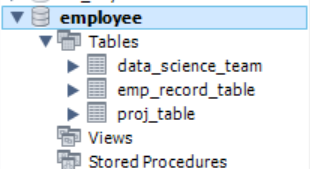 employee
Tables
data_science_team
emp_record_table
proj_table
Views
Stored Procedures